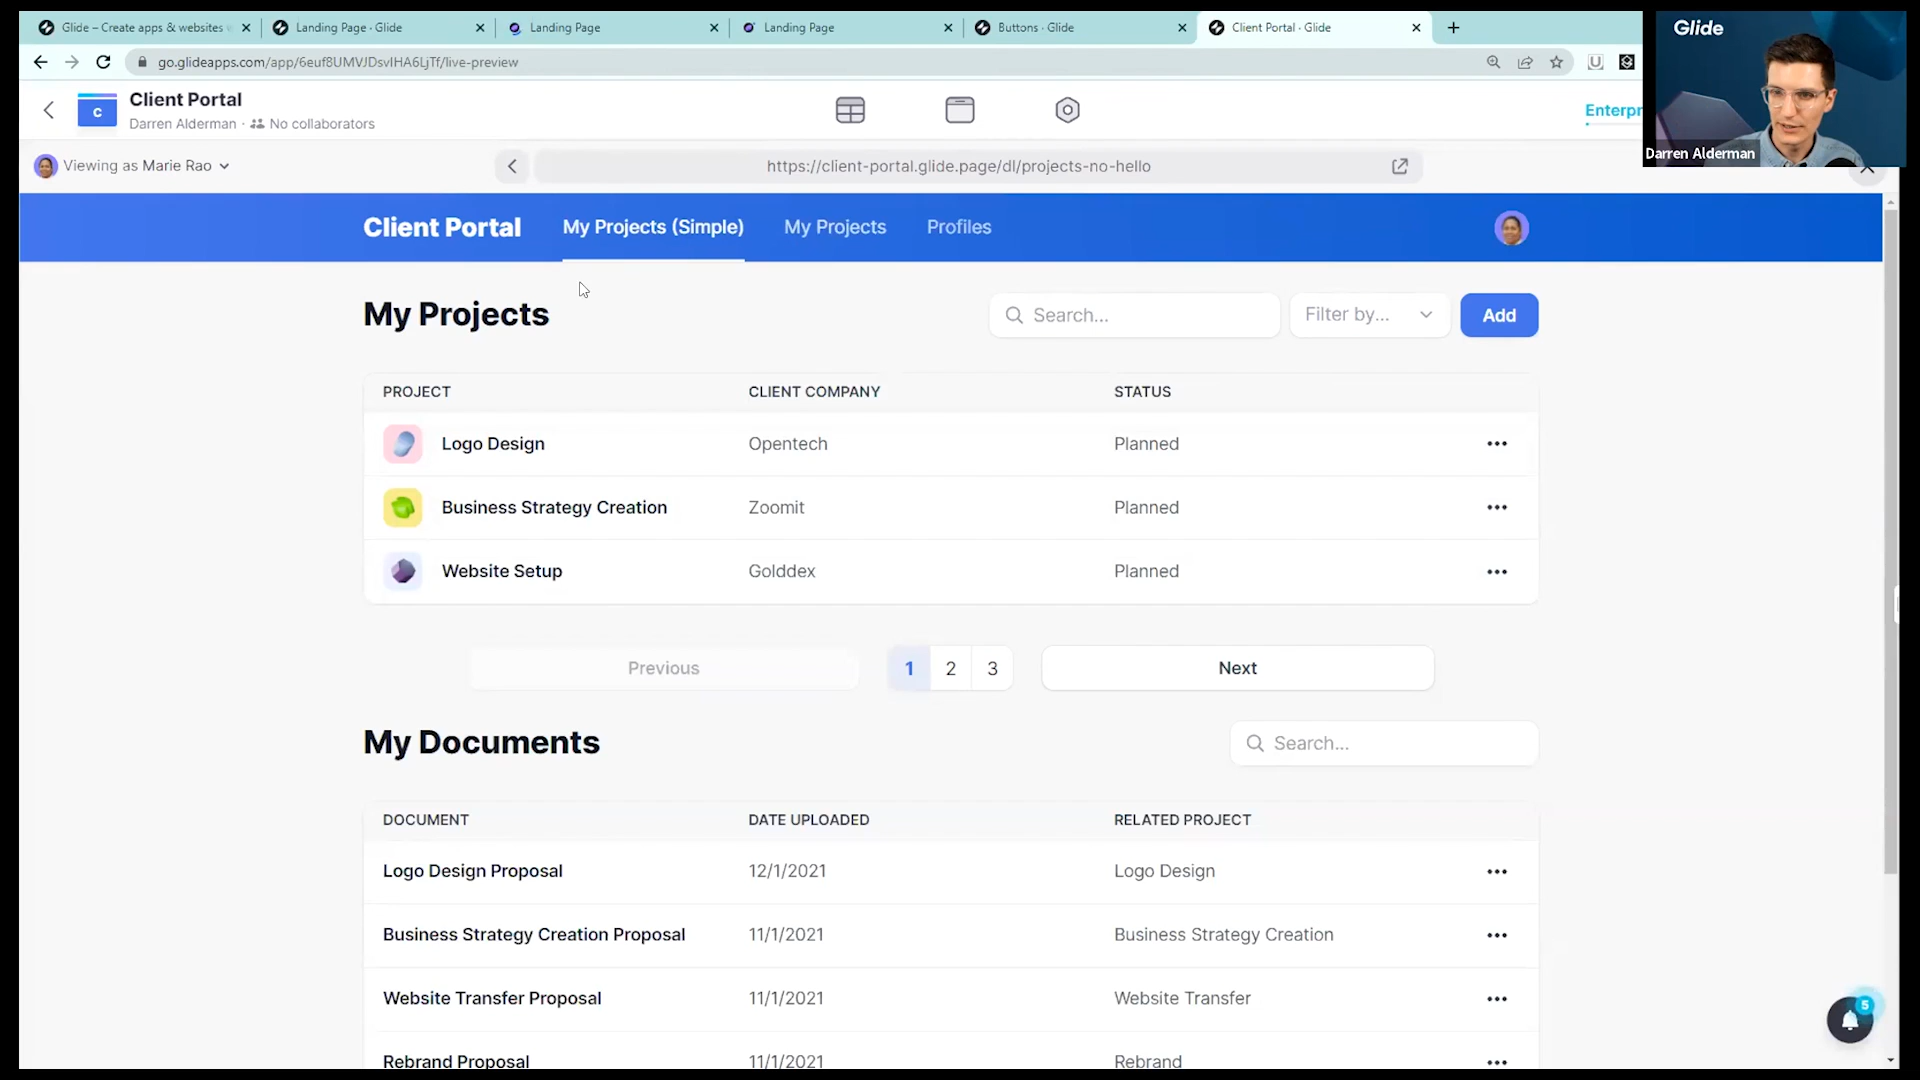 Glide – Create apps & websites
Landing Page · Glide
Landing Page
Landing Page
Buttons · Glide
Client Portal · Glide
go.glideapps.com/app/6euf8UMVJDsvIHA6LjTf/live-preview
Glide
C
Client Portal
Darren Alderman · No collaborators
Enterpr
Darren Alderman
Viewing as Marie Rao
https://client-portal.glide.page/dl/projects-no-hello
Client Portal
My Projects (Simple)
My Projects
Profiles
My Projects
Search...
Filter by...
Add
PROJECT CLIENT COMPANY STATUS
Logo Design Opentech Planned
Business Strategy Creation Zoomit Planned
Website Setup Golddex Planned
Previous 1 2 3 Next
My Documents
Search...
DOCUMENT DATE UPLOADED RELATED PROJECT
Logo Design Proposal 12/1/2021 Logo Design
Business Strategy Creation Proposal 11/1/2021 Business Strategy Creation
Website Transfer Proposal 11/1/2021 Website Transfer
5
Rebrand Proposal 11/1/2021 Rebrand